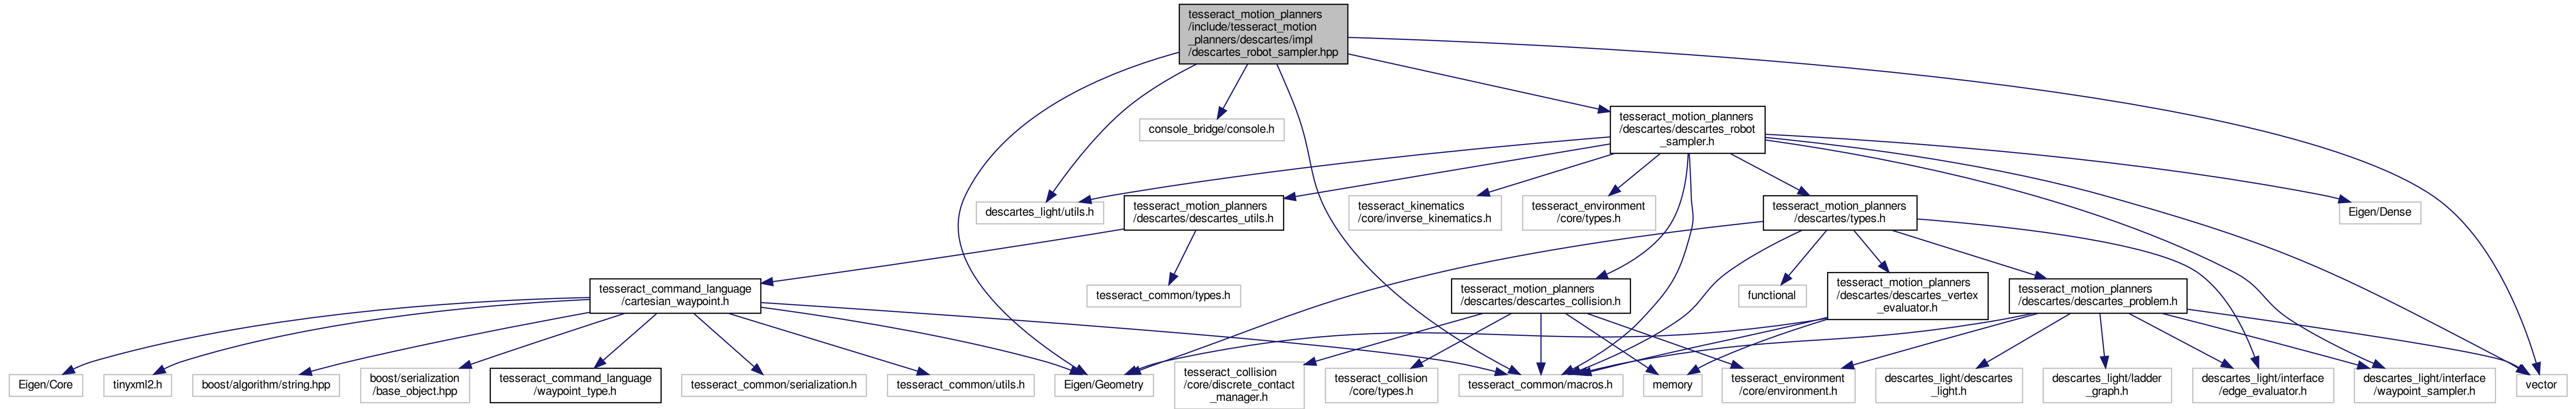 tesseract_motion_planners
/include/tesseract_motion
_planners/descartes/impl
/descartes_robot_sampler.hpp
console_bridge/console.h
tesseract_motion_planners
/descartes/descartes_robot
_sampler.h
descartes_light/utils.h
tesseract_motion_planners
/descartes/descartes_utils.h
tesseract_kinematics
/core/inverse_kinematics.h
tesseract_environment
/core/types.h
tesseract_motion_planners
/descartes/types.h
Eigen/Dense
tesseract_command_language
/cartesian_waypoint.h
tesseract_common/types.h
tesseract_motion_planners
/descartes/descartes_collision.h
functional
tesseract_motion_planners
/descartes/descartes_vertex
_evaluator.h
tesseract_motion_planners
/descartes/descartes_problem.h
Eigen/Core
tinyxml2.h
boost/algorithm/string.hpp
boost/serialization
/base_object.hpp
tesseract_command_language
/waypoint_type.h
tesseract_common/serialization.h
tesseract_common/utils.h
Eigen/Geometry
tesseract_collision
/core/discrete_contact
_manager.h
tesseract_collision
/core/types.h
tesseract_common/macros.h
memory
tesseract_environment
/core/environment.h
descartes_light/descartes
_light.h
descartes_light/ladder
_graph.h
descartes_light/interface
/edge_evaluator.h
descartes_light/interface
/waypoint_sampler.h
vector